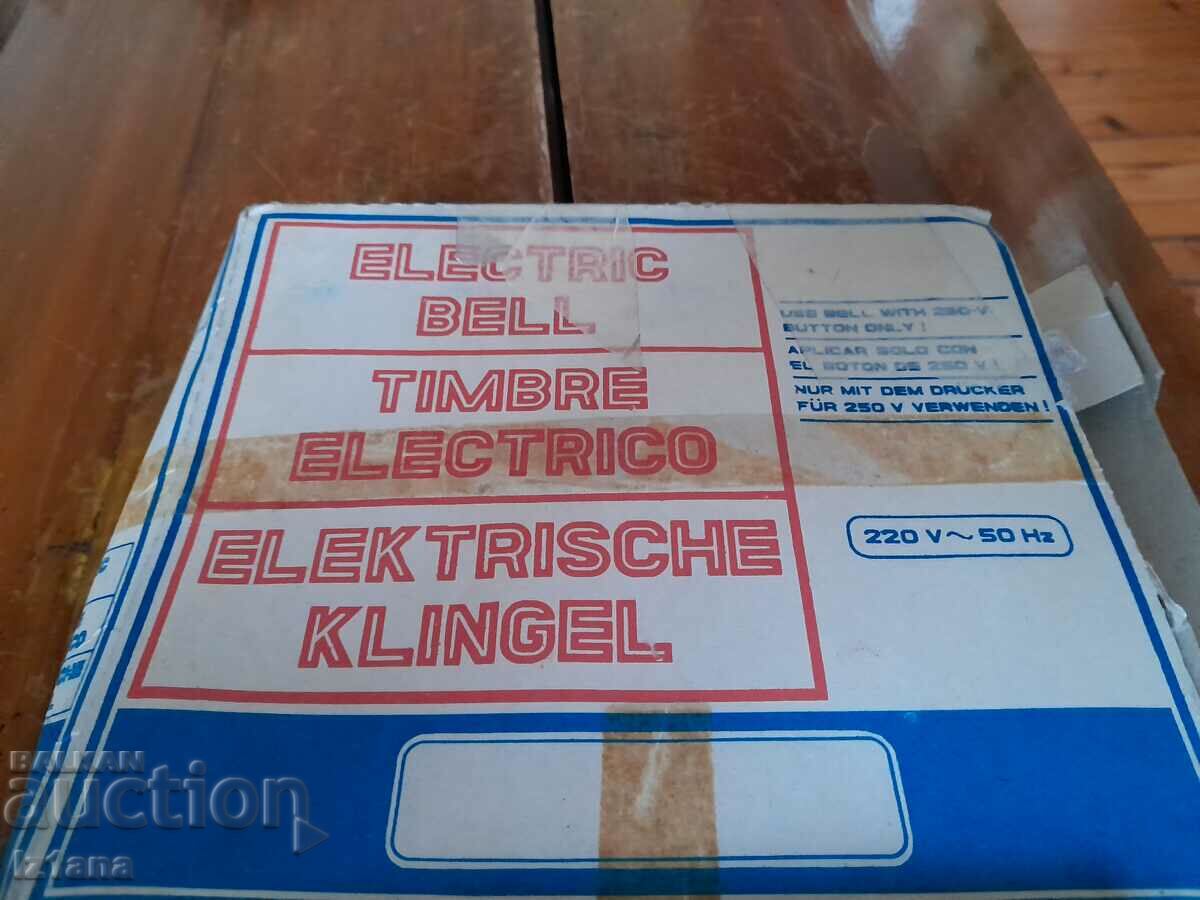 ELECTRIC
BELL
TIMBRE
ELECTRICO
ELEKTRISCHE
KLINGEL
USE BELL WITH 250-V.
BUTTON ONLY!
APLICAR SOLO CON
EL BOTON DE 250 V!
NUR MIT DEM DRUCKER
FÜR 250 V VERWENDEN!
220 V~50 Hz
BALKAN
auction
iz1ana